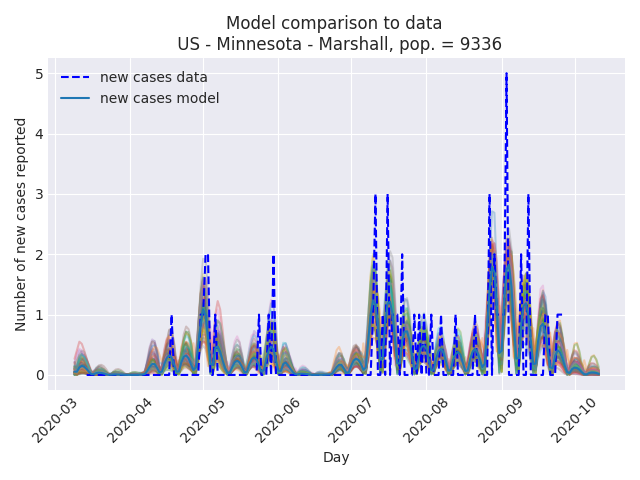 Model comparison to data
US - Minnesota - Marshall, pop. = 9336
new cases data
new cases model
Number of new cases reported
5
4
3
2
1
0
2020-03
2020-04
2020-05
2020-06
2020-07
2020-08
2020-09
2020-10
Day